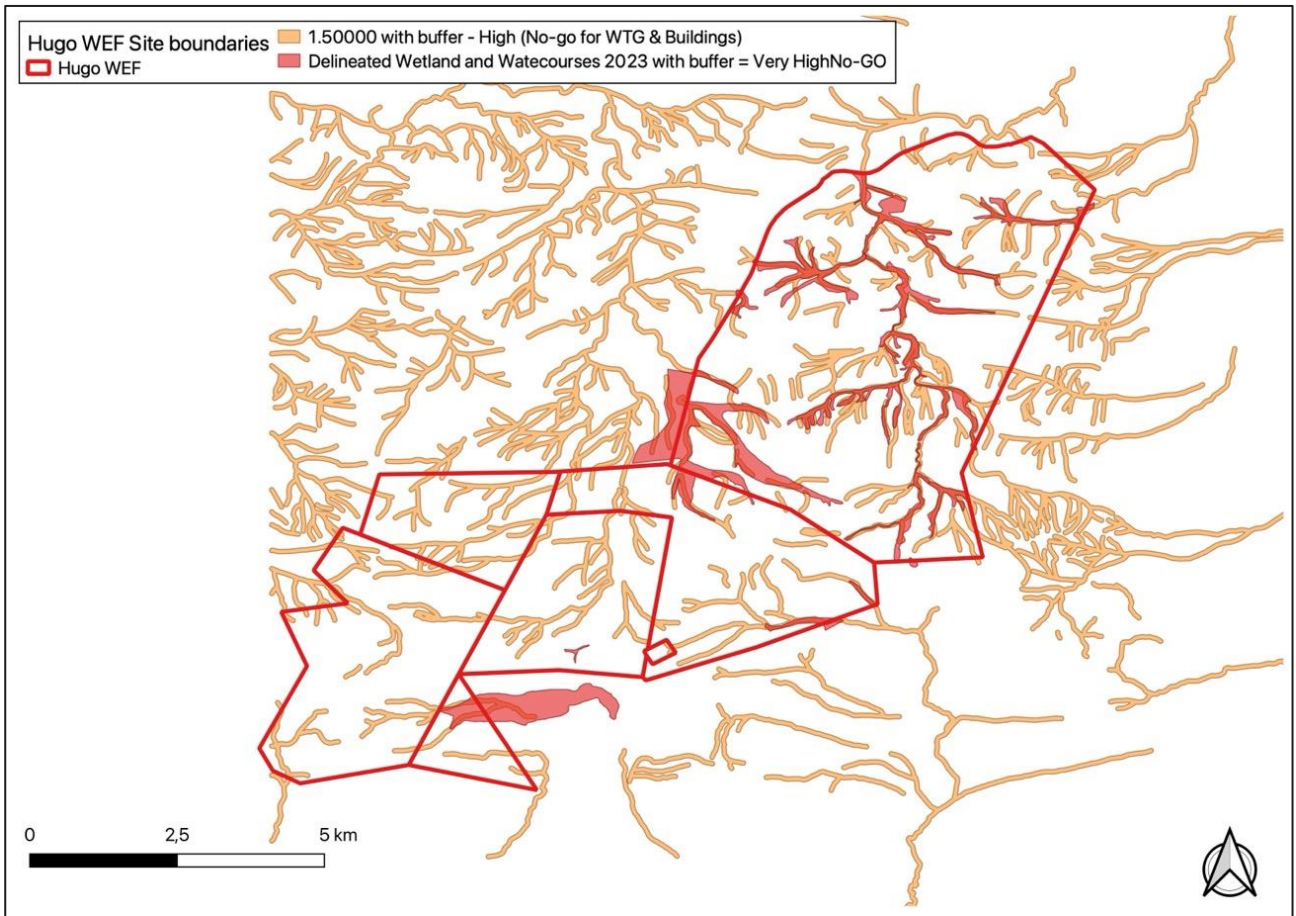 Hugo WEF Site boundaries
Hugo WEF
1.50000 with buffer - High (No-go for WTG & Buildings)
Delineated Wetland and Watercourses 2023 with buffer = Very HighNo-GO
0 2,5 5 km